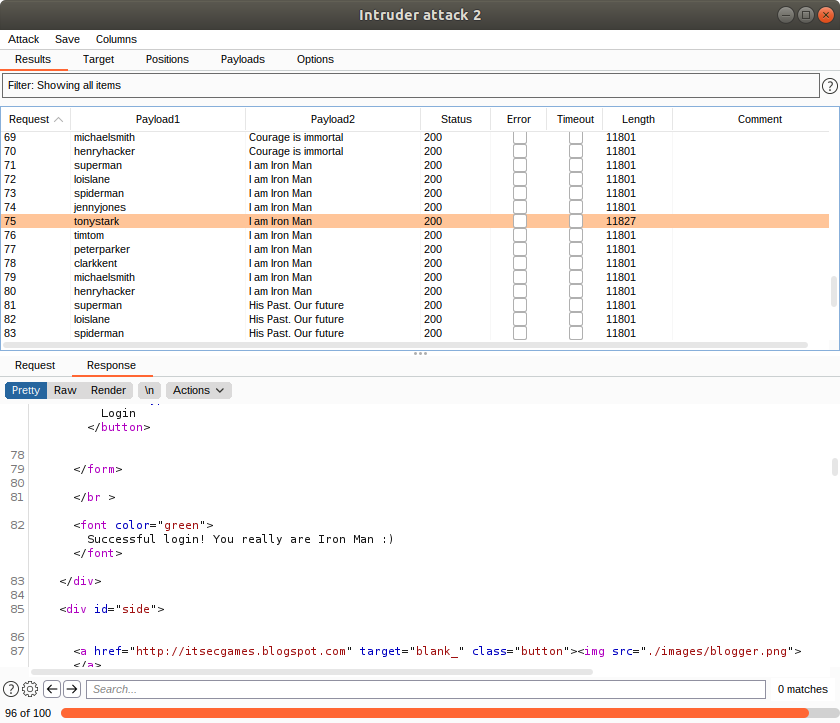 Intruder attack 2
Attack Save Columns
Results Target Positions Payloads Options
Filter: Showing all items ?
Request Payload1 Payload2 Status Error Timeout Length Comment
69 michaelsmith Courage is immortal 200 11801
70 henryhacker Courage is immortal 200 11801
71 superman I am Iron Man 200 11801
72 loislane I am Iron Man 200 11801
73 spiderman I am Iron Man 200 11801
74 jennyjones I am Iron Man 200 11801
75 tonystark I am Iron Man 200 11827
76 timtom I am Iron Man 200 11801
77 peterparker I am Iron Man 200 11801
78 clarkkent I am Iron Man 200 11801
79 michaelsmith I am Iron Man 200 11801
80 henryhacker I am Iron Man 200 11801
81 superman His Past. Our future 200 11801
82 loislane His Past. Our future 200 11801
83 spiderman His Past. Our future 200 11801
Request Response
Pretty Raw Render \n Actions
Login
</button>
78
79 </form>
80
81 </br >
82 <font color="green">
Successful login! You really are Iron Man :)
</font>
83 </div>
84
85 <div id="side">
86
87 <a href="http://itsecgames.blogspot.com" target="blank_" class="button"><img src="./images/blogger.png">
</a>
? Search... 0 matches
96 of 100